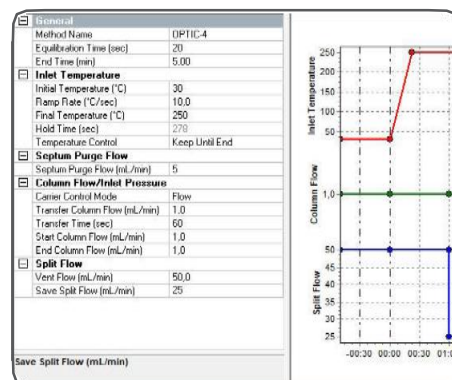 General
Method Name OPTIC-4
Equilibration Time (sec) 20
End Time (min) 5.00
Inlet Temperature
Initial Temperature (°C) 30
Ramp Rate (°C/sec) 10,0
Final Temperature (°C) 250
Hold Time (sec) 278
Temperature Control Keep Until End
Septum Purge Flow
Septum Purge Flow (mL/min) 5
Column Flow/Inlet Pressure
Carrier Control Mode Flow
Transfer Column Flow (mL/min) 1,0
Transfer Time (sec) 60
Start Column Flow (mL/min) 1,0
End Column Flow (mL/min) 1,0
Split Flow
Vent Flow (mL/min) 50,0
Save Split Flow (mL/min) 25
Save Split Flow (mL/min)
Inlet Temperature
250
200
150
100
50
Column Flow
1,0
Split Flow
50
45
40
35
30
25
-00:30 00:00 00:30 01:0